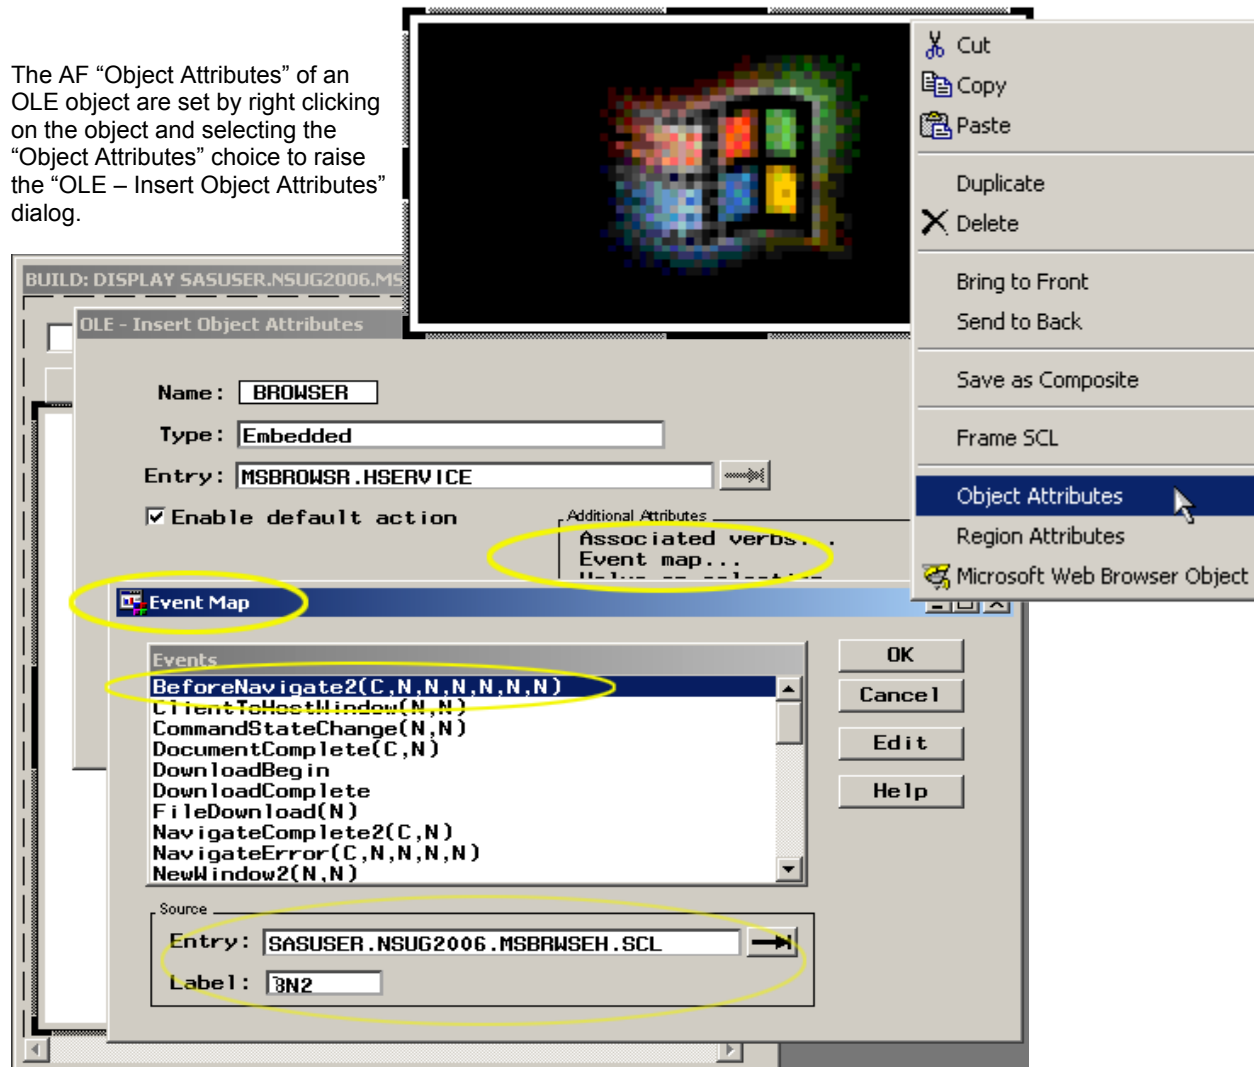 The AF “Object Attributes” of an
OLE object are set by right clicking
on the object and selecting the
“Object Attributes” choice to raise
the “OLE – Insert Object Attributes”
dialog.
Cut
Copy
Paste
Duplicate
Delete
Bring to Front
Send to Back
Save as Composite
Frame SCL
Object Attributes
Region Attributes
Microsoft Web Browser Object
BUILD: DISPLAY SASUSER.NSUG2006.MS
OLE - Insert Object Attributes
Name: BROWSER
Type: Embedded
Entry: MSBROWSR.HSERVICE
Enable default action
Additional Attributes
Associated verbs...
Event map...
Event Map
Events
BeforeNavigate2(C,N,N,N,N,N,N)
ClientToHostWindow(N,N)
CommandStateChange(N,N)
DocumentComplete(C,N)
DownloadBegin
DownloadComplete
FileDownload(N)
NavigateComplete2(C,N)
NavigateError(C,N,N,N,N)
NewWindow2(N,N)
OK
Cancel
Edit
Help
Source
Entry: SASUSER.NSUG2006.MSBRWSEH.SCL
Label: BN2